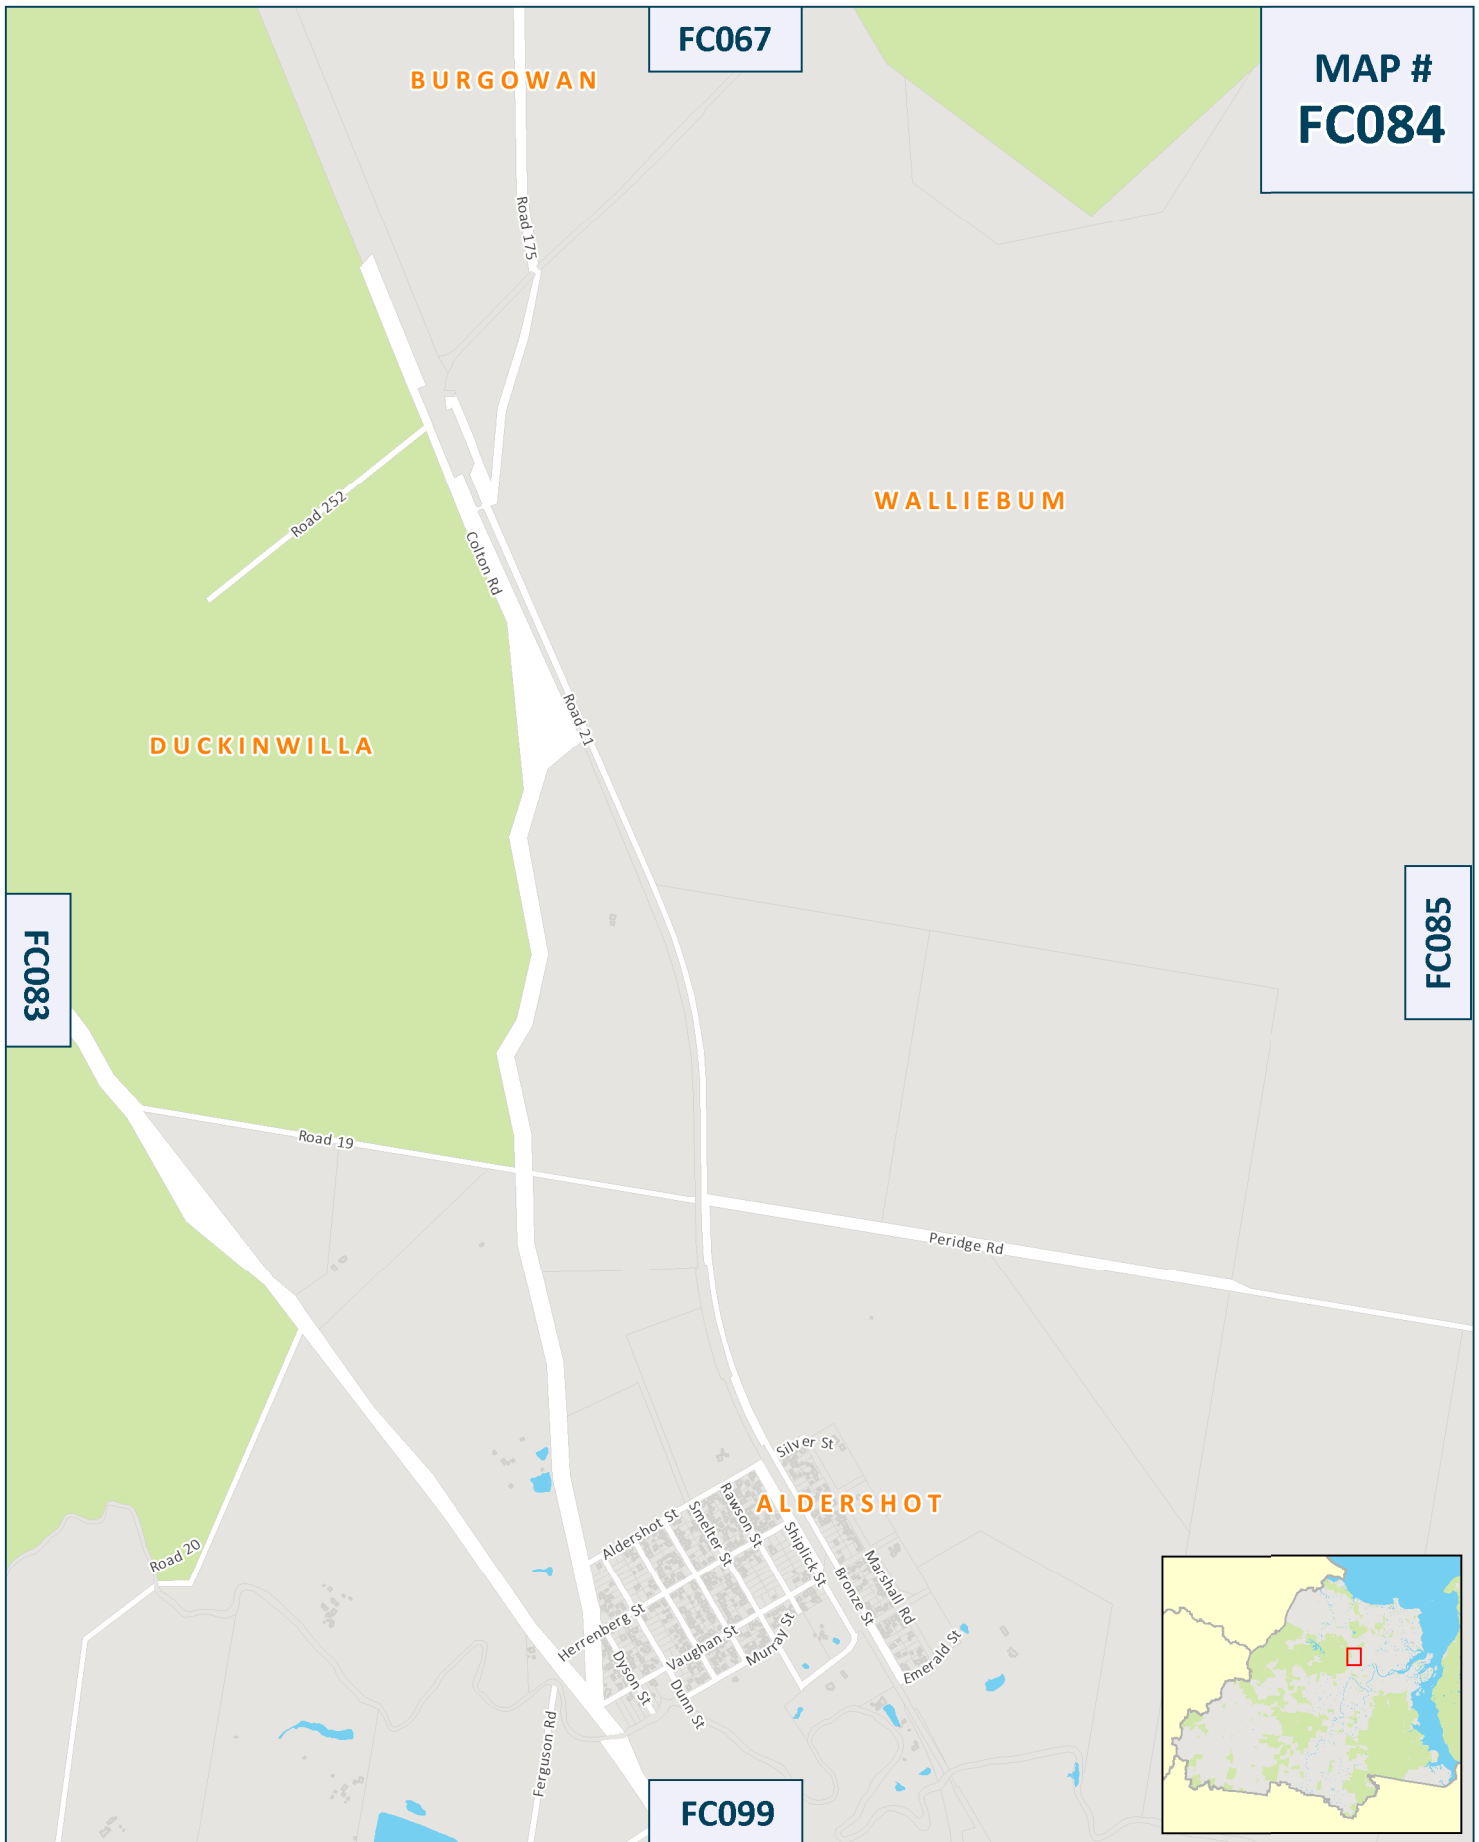 FC067
MAP #
FC084
BURGOWAN
Road 175
WALLIEBUM
Road 252
Colton Rd
Road 21
DUCKINWILLA
FC083
FC085
Road 19
Peridge Rd
Silver St
ALDERSHOT
Rawson St
Smelter St
Aldershot St
Shiplick St
Road 20
Marshall Rd
Bronze St
Herrenberg St
Vaughan St
Murray St
Emerald St
Dyson St
Dunn St
Ferguson Rd
FC099